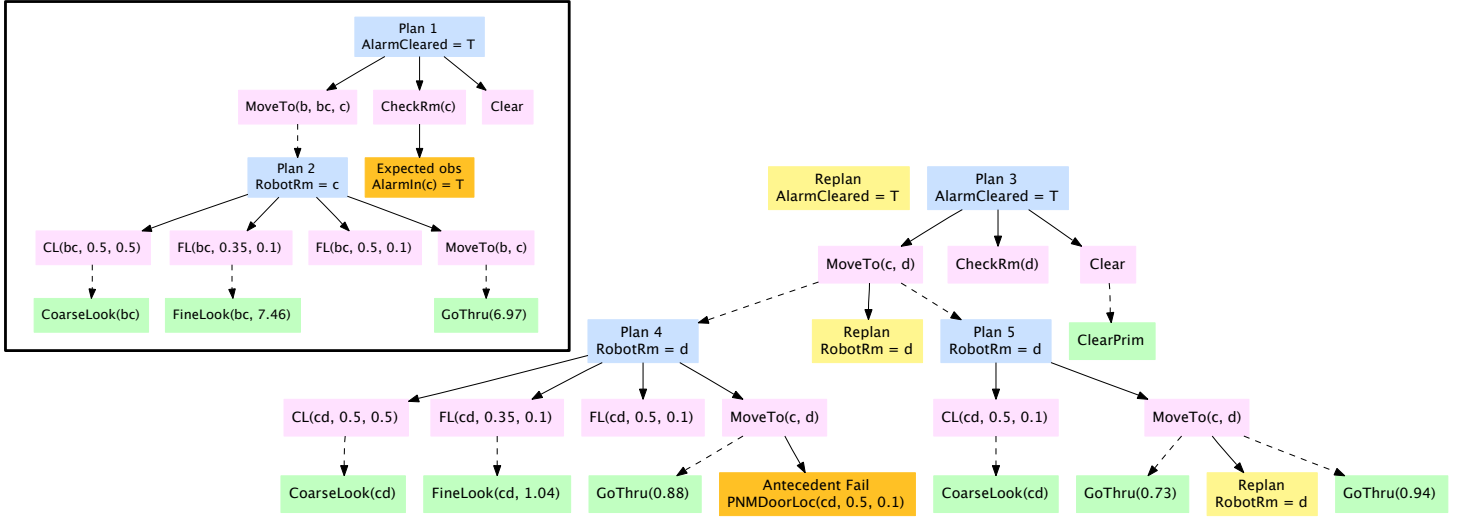 Plan 1
AlarmCleared = T
MoveTo(b, bc, c)
CheckRm(c)
Clear
Plan 2
RobotRm = c
Expected obs
AlarmIn(c) = T
CL(bc, 0.5, 0.5)
FL(bc, 0.35, 0.1)
FL(bc, 0.5, 0.1)
MoveTo(b, c)
CoarseLook(bc)
FineLook(bc, 7.46)
GoThru(6.97)
Replan
AlarmCleared = T
Plan 3
AlarmCleared = T
MoveTo(c, d)
CheckRm(d)
Clear
Plan 4
RobotRm = d
Replan
RobotRm = d
Plan 5
RobotRm = d
ClearPrim
CL(cd, 0.5, 0.5)
FL(cd, 0.35, 0.1)
FL(cd, 0.5, 0.1)
MoveTo(c, d)
CL(cd, 0.5, 0.1)
MoveTo(c, d)
CoarseLook(cd)
FineLook(cd, 1.04)
GoThru(0.88)
Antecedent Fail
PNMDoorLoc(cd, 0.5, 0.1)
CoarseLook(cd)
GoThru(0.73)
Replan
RobotRm = d
GoThru(0.94)